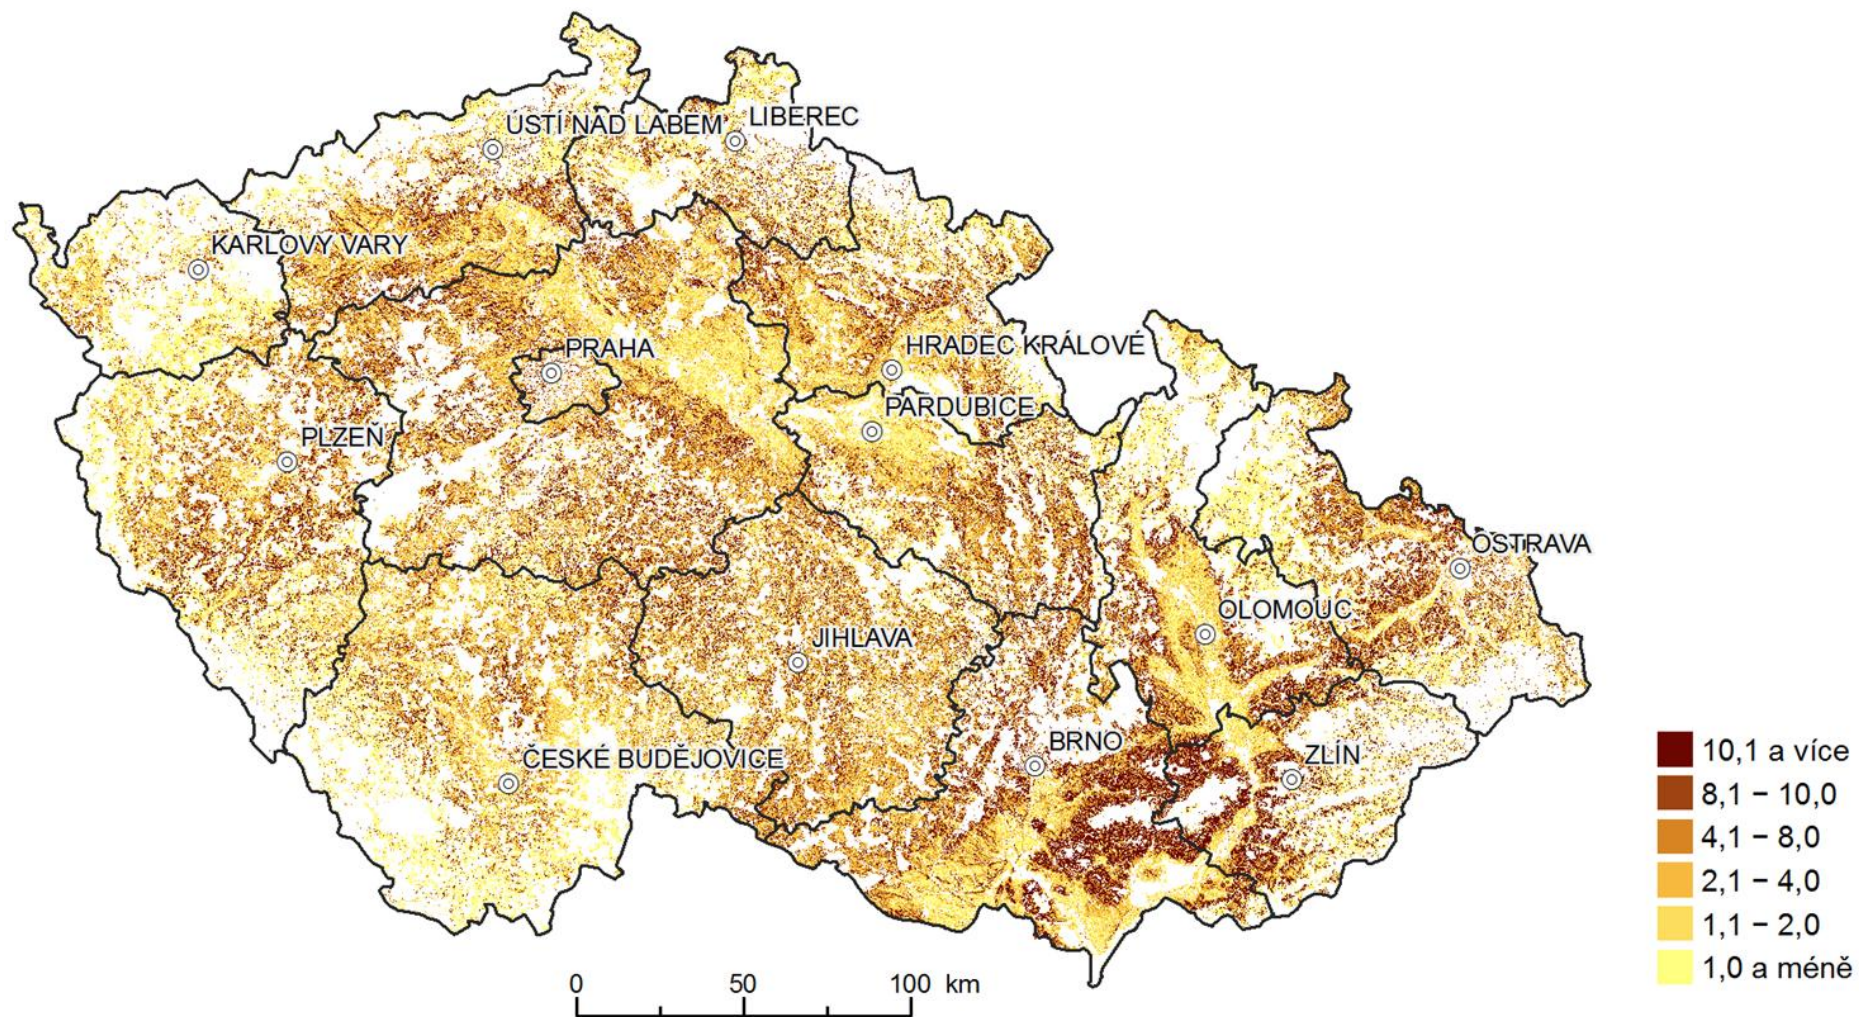 ÚSTÍ NAD LABEM
LIBEREC
KARLOVY VARY
PRAHA
HRADEC KRÁLOVÉ
PARDUBICE
PLZEŇ
OSTRAVA
OLOMOUC
JIHLAVA
BRNO
ZLÍN
ČESKÉ BUDĚJOVICE
10,1 a více
8,1 – 10,0
4,1 – 8,0
2,1 – 4,0
1,1 – 2,0
1,0 a méně
0 50 100 km